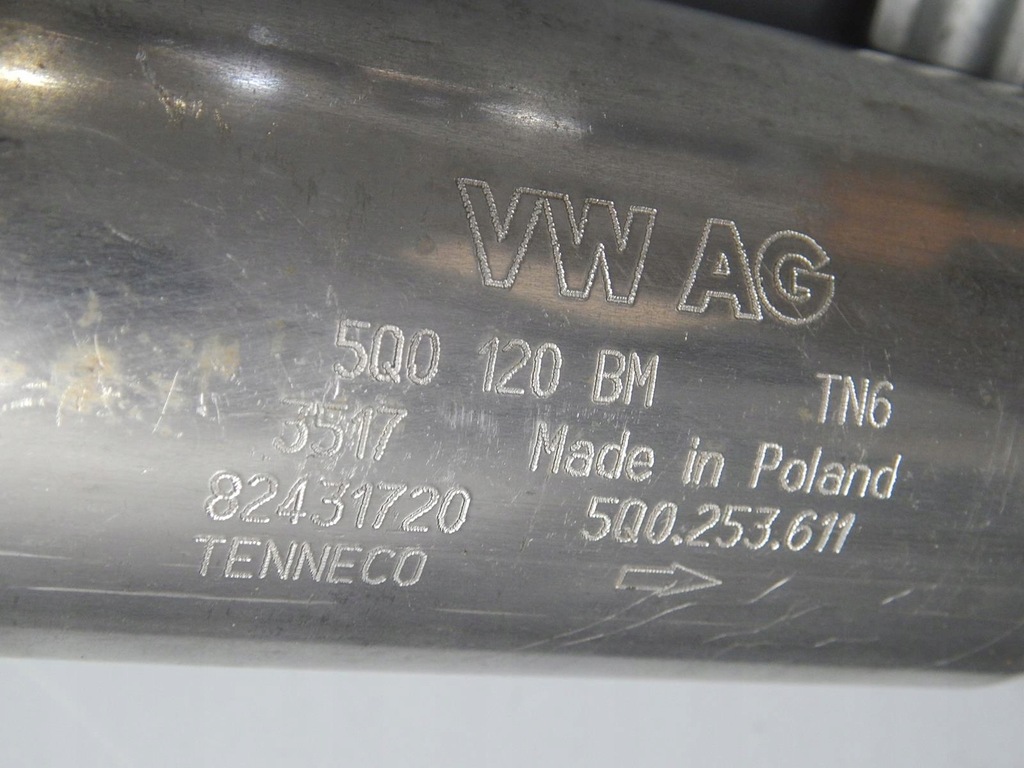 VW AG
5Q0 120 BM TN6
3517 Made in Poland
82431720 5Q0.253.611
TENNECO